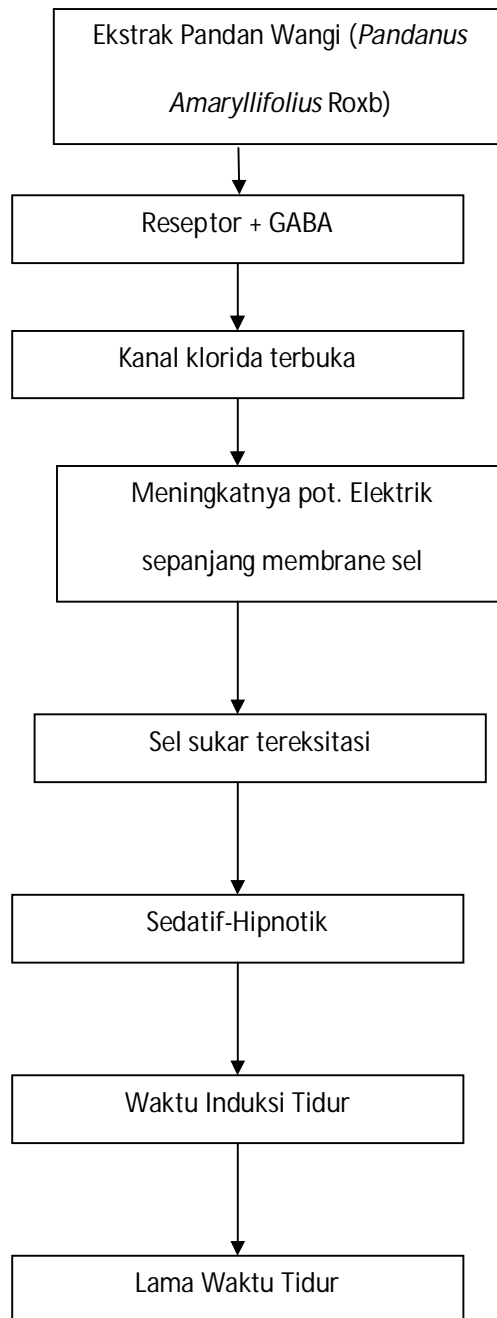 Ekstrak Pandan Wangi (Pandanus
Amaryllifolius Roxb)
Reseptor + GABA
Kanal klorida terbuka
Meningkatnya pot. Elektrik
sepanjang membrane sel
Sel sukar tereksitasi
Sedatif-Hipnotik
Waktu Induksi Tidur
Lama Waktu Tidur